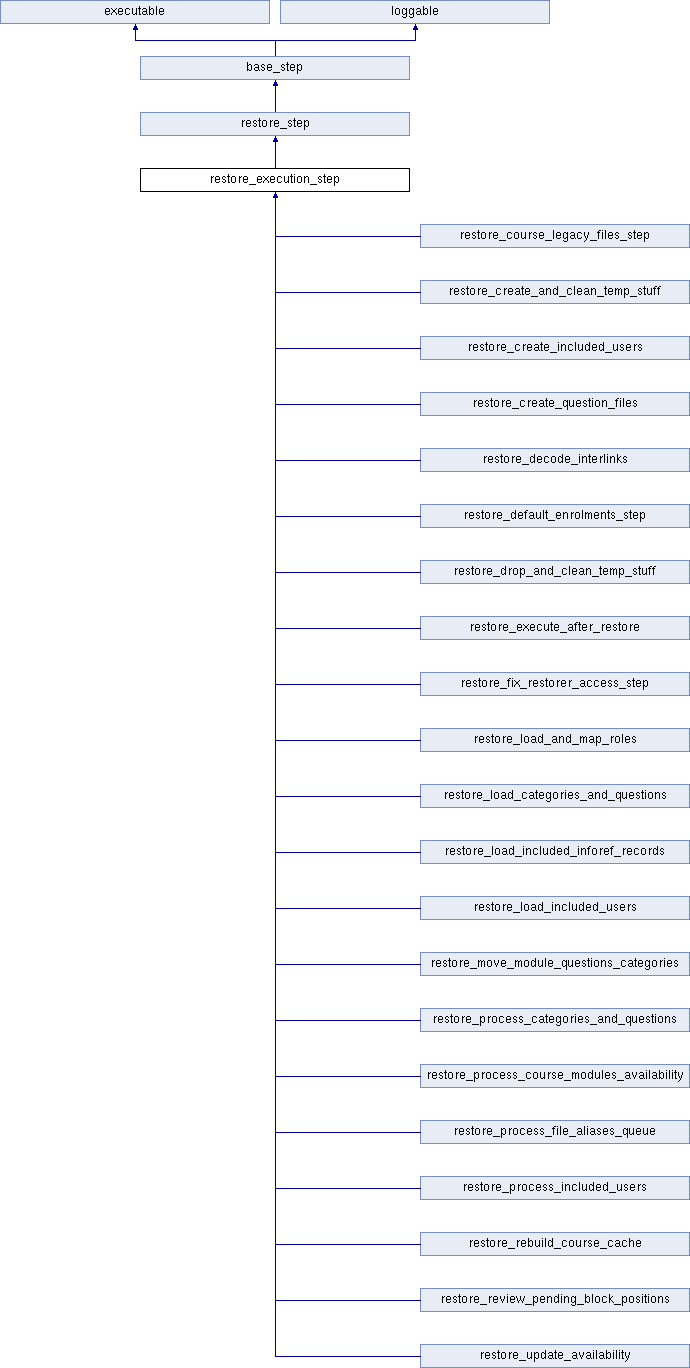 executable
loggable
base_step
restore_step
restore_execution_step
restore_course_legacy_files_step
restore_create_and_clean_temp_stuff
restore_create_included_users
restore_create_question_files
restore_decode_interlinks
restore_default_enrolments_step
restore_drop_and_clean_temp_stuff
restore_execute_after_restore
restore_fix_restorer_access_step
restore_load_and_map_roles
restore_load_categories_and_questions
restore_load_included_inforef_records
restore_load_included_users
restore_move_module_questions_categories
restore_process_categories_and_questions
restore_process_course_modules_availability
restore_process_file_aliases_queue
restore_process_included_users
restore_rebuild_course_cache
restore_review_pending_block_positions
restore_update_availability